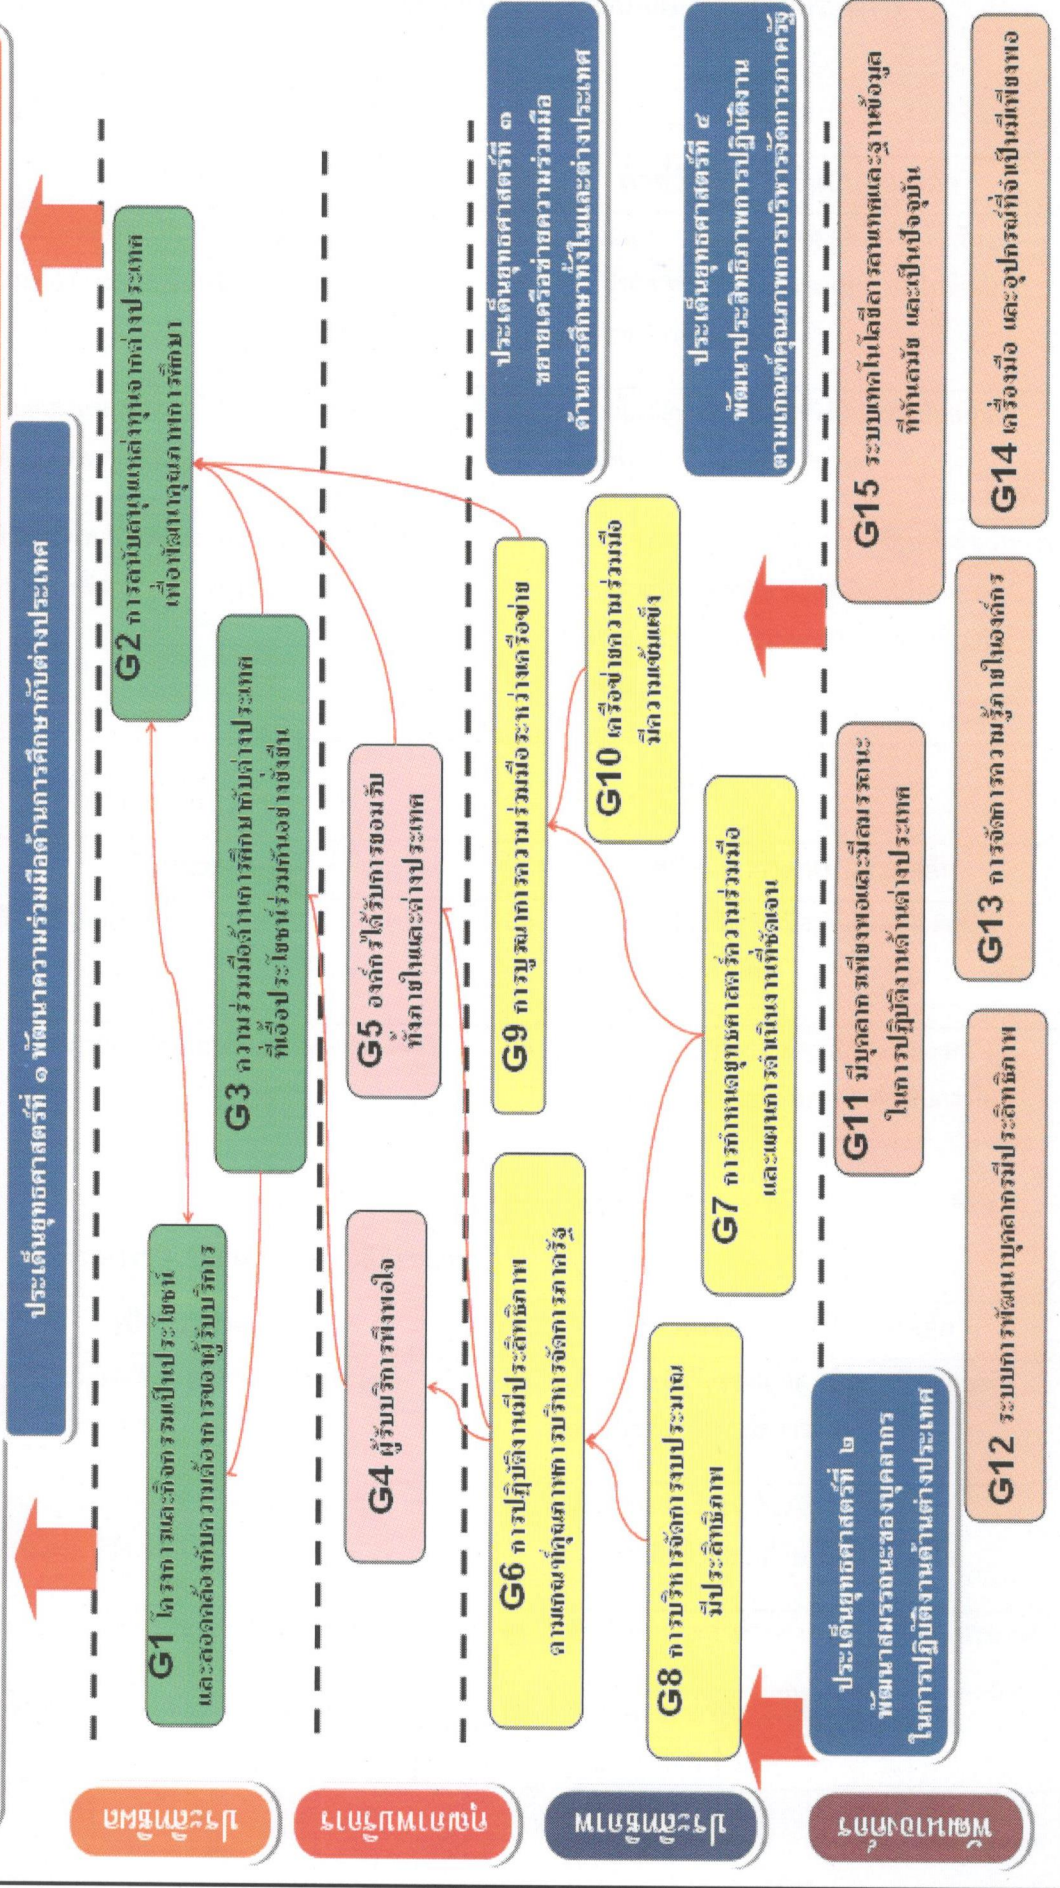 ประเด็นยุทธศาสตร์ที่ ๑ พัฒนาความร่วมมือด้านการศึกษากับต่างประเทศ
ประสิทธิผล
G1 โครงการและกิจกรรมเป็นประโยชน์
และสอดคล้องกับความต้องการของผู้รับบริการ
G2 การสนับสนุนแหล่งทุนจากต่างประเทศ
เพื่อพัฒนาคุณภาพการศึกษา
G3 ความร่วมมือด้านการศึกษากับต่างประเทศ
ที่เอื้อประโยชน์ร่วมกันอย่างยั่งยืน
คุณภาพบริการ
G4 ผู้รับบริการพึงพอใจ
G5 องค์กรได้รับการยอมรับ
ทั้งภายในและต่างประเทศ
ประสิทธิภาพ
G6 การปฏิบัติงานมีประสิทธิภาพ
ตามเกณฑ์คุณภาพการบริหารจัดการภาครัฐ
G9 การบูรณาการความร่วมมือระหว่างเครือข่าย
ประเด็นยุทธศาสตร์ที่ ๓
ขยายเครือข่ายความร่วมมือ
ด้านการศึกษาทั้งในและต่างประเทศ
G10 เครือข่ายความร่วมมือ
มีความเข้มแข็ง
G8 การบริหารจัดการงบประมาณ
มีประสิทธิภาพ
G7 การกำหนดยุทธศาสตร์ความร่วมมือ
และแผนการดำเนินงานที่ชัดเจน
ประเด็นยุทธศาสตร์ที่ ๔
พัฒนาประสิทธิภาพการปฏิบัติงาน
ตามเกณฑ์คุณภาพการบริหารจัดการภาครัฐ
พัฒนาองค์กร
ประเด็นยุทธศาสตร์ที่ ๒
พัฒนาสมรรถนะของบุคลากร
ในการปฏิบัติงานด้านต่างประเทศ
G11 มีบุคลากรเพียงพอและมีสมรรถนะ
ในการปฏิบัติงานด้านต่างประเทศ
G15 ระบบเทคโนโลยีสารสนเทศและฐานข้อมูล
ที่ทันสมัย และเป็นปัจจุบัน
G12 ระบบการพัฒนาบุคลากรมีประสิทธิภาพ
G13 การจัดการความรู้ภายในองค์กร
G14 เครื่องมือ และอุปกรณ์ที่จำเป็นมีเพียงพอ